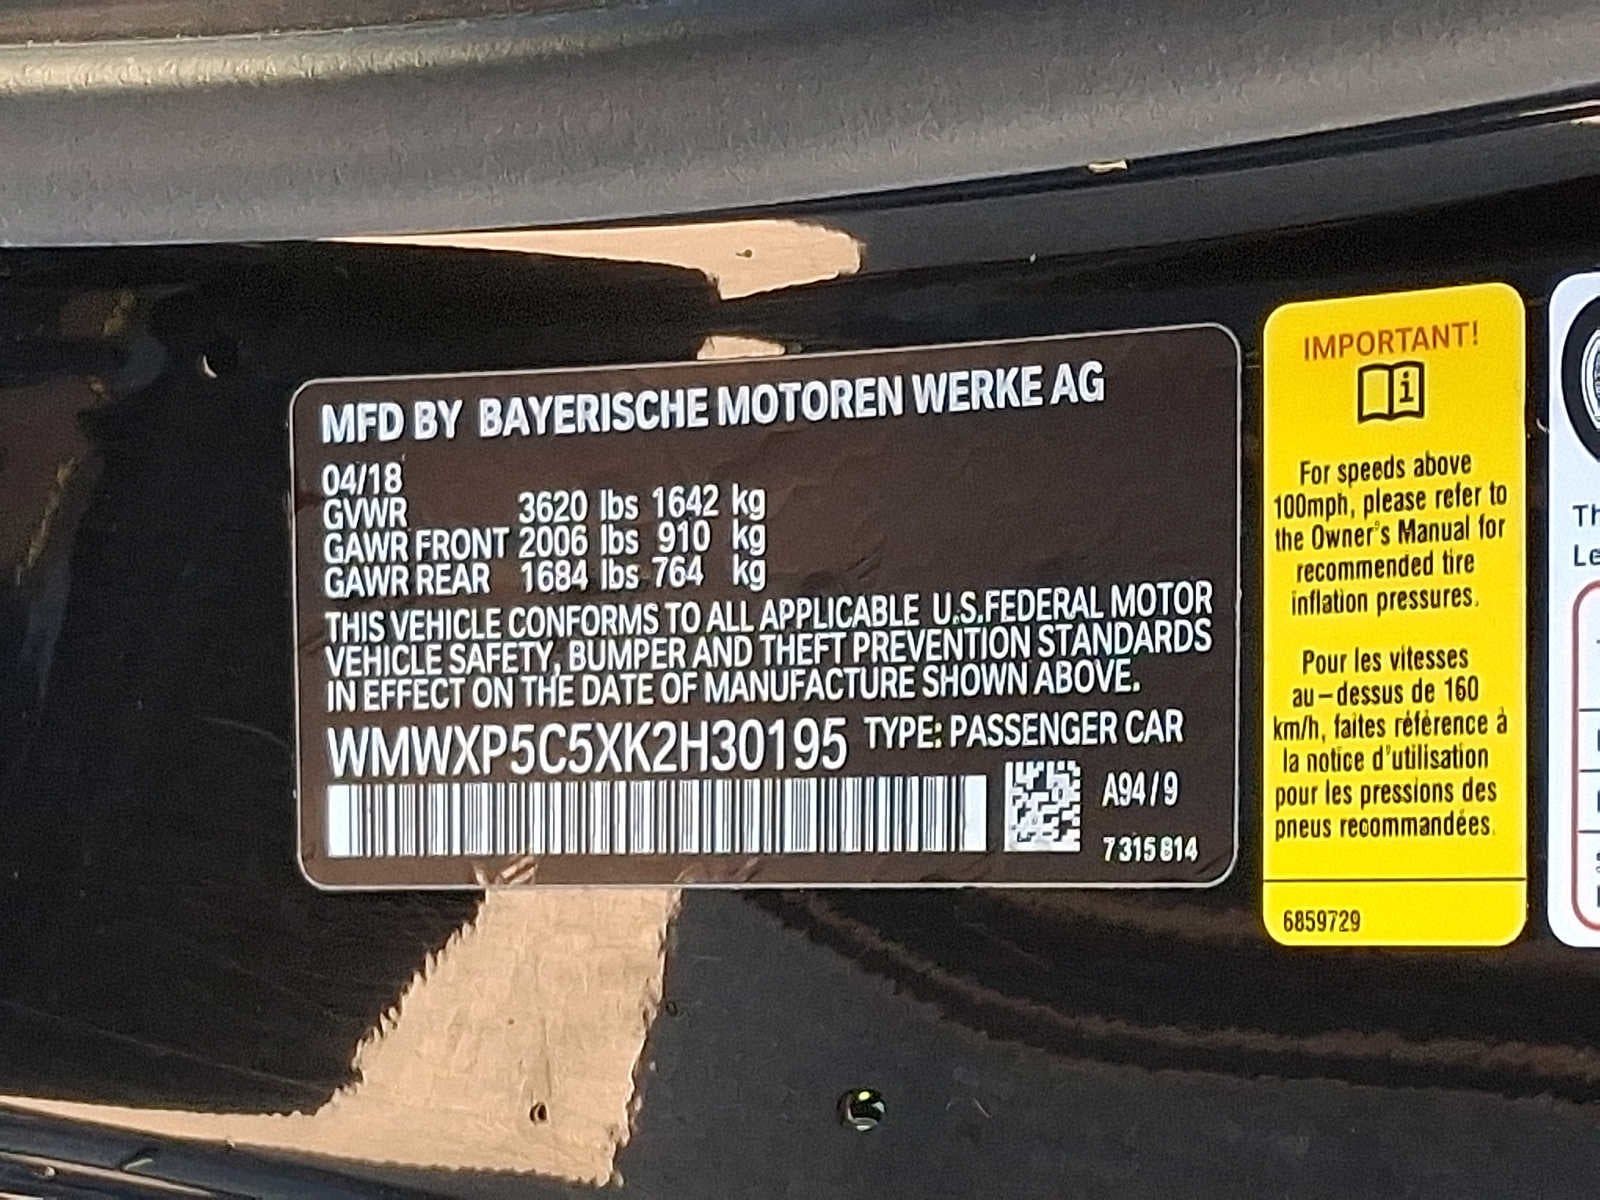 MFD BY BAYERISCHE MOTOREN WERKE AG
04/18
GVWR 3620 lbs 1642 kg
GAWR FRONT 2006 lbs 910 kg
GAWR REAR 1684 lbs 764 kg
THIS VEHICLE CONFORMS TO ALL APPLICABLE U.S.FEDERAL MOTOR
VEHICLE SAFETY, BUMPER AND THEFT PREVENTION STANDARDS
IN EFFECT ON THE DATE OF MANUFACTURE SHOWN ABOVE.
WMWXP5C5XK2H30195 TYPE: PASSENGER CAR
A94/9
7315814
IMPORTANT!
i
For speeds above
100mph, please refer to
the Owner's Manual for
recommended tire
inflation pressures.
Pour les vitesses
au-dessus de 160
km/h, faites référence à
la notice d'utilisation
pour les pressions des
pneus recommandées.
6859729